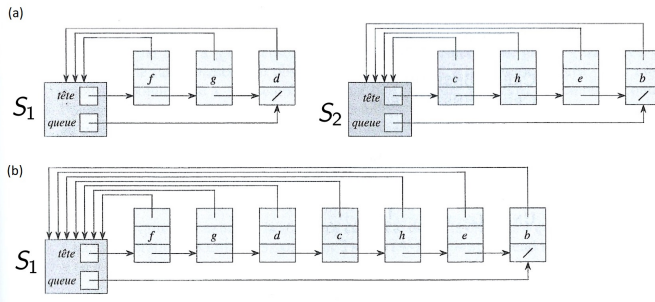 (a)
f g d
tête
S1
queue
c h e b
tête
S2
queue
(b)
f g d c h e b
tête
S1
queue